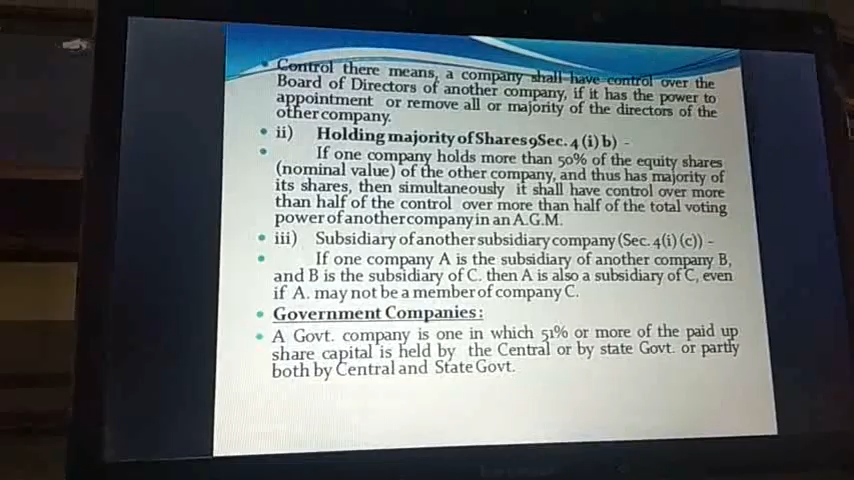 • Control there means, a company shall have control over the
Board of Directors of another company, if it has the power to
appointment or remove all or majority of the directors of the
other company.
• ii) Holding majority of Shares9Sec. 4 (i) b) -
• If one company holds more than 50% of the equity shares
(nominal value) of the other company, and thus has majority of
its shares, then simultaneously it shall have control over more
than half of the control over more than half of the total voting
power of another company in an A.G.M.
• iii) Subsidiary of another subsidiary company (Sec. 4(i) (c)) -
• If one company A is the subsidiary of another company B,
and B is the subsidiary of C. then A is also a subsidiary of C, even
if A. may not be a member of company C.
• Government Companies:
• A Govt. company is one in which 51% or more of the paid up
share capital is held by the Central or by state Govt. or partly
both by Central and State Govt.